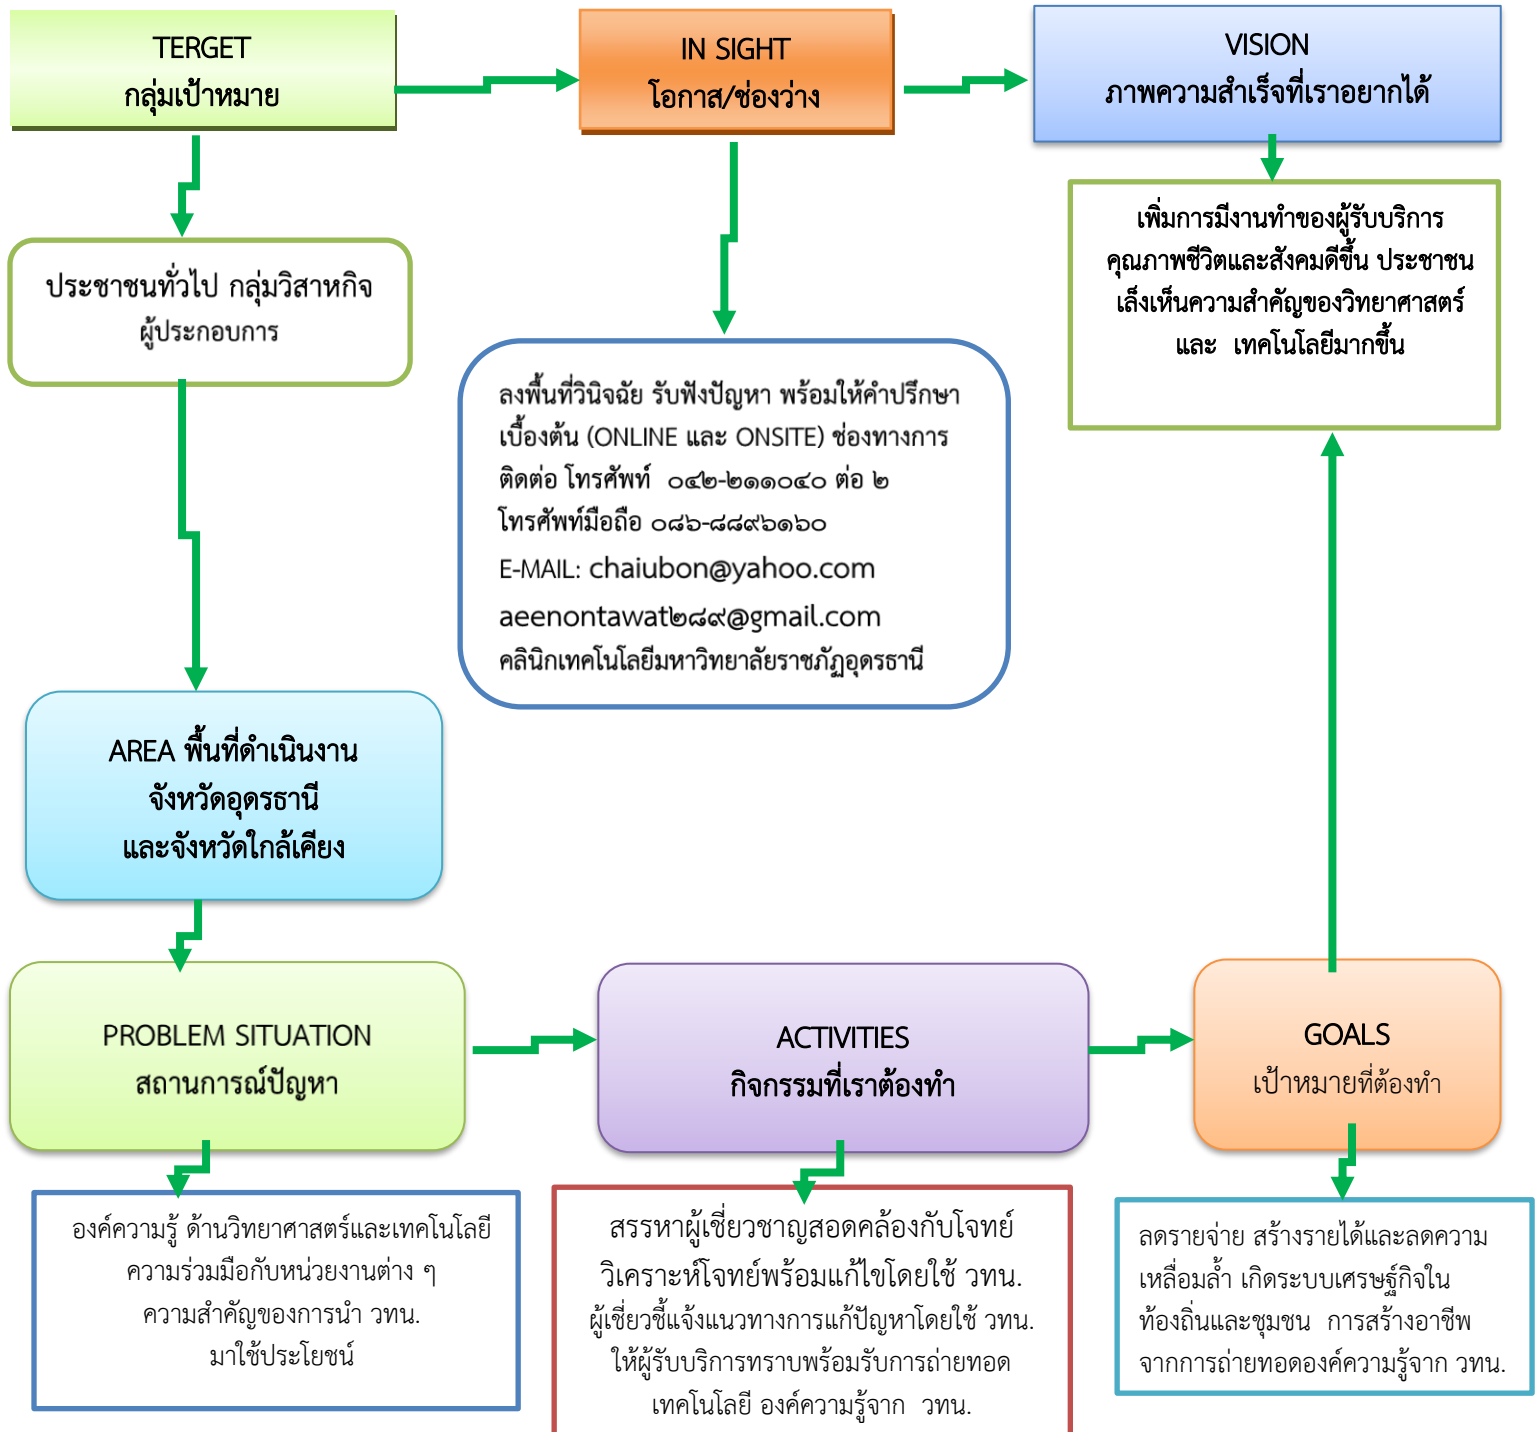 TERGET
กลุ่มเป้าหมาย
IN SIGHT
โอกาส/ช่องว่าง
VISION
ภาพความสำเร็จที่เราอยากได้
ประชาชนทั่วไป กลุ่มวิสาหกิจ
ผู้ประกอบการ
ลงพื้นที่วินิจฉัย รับฟังปัญหา พร้อมให้คำปรึกษา
เบื้องต้น (ONLINE และ ONSITE) ช่องทางการ
ติดต่อ โทรศัพท์ ๐๔๒-๒๑๑๐๔๐ ต่อ ๒
โทรศัพท์มือถือ ๐๘๖-๘๘๙๖๑๖๐
E-MAIL: chaiubon@yahoo.com
aeenontawat๒๘๙@gmail.com
คลินิกเทคโนโลยีมหาวิทยาลัยราชภัฏอุดรธานี
เพิ่มการมีงานทำของผู้รับบริการ
คุณภาพชีวิตและสังคมดีขึ้น ประชาชน
เล็งเห็นความสำคัญของวิทยาศาสตร์
และ เทคโนโลยีมากขึ้น
AREA พื้นที่ดำเนินงาน
จังหวัดอุดรธานี
และจังหวัดใกล้เคียง
PROBLEM SITUATION
สถานการณ์ปัญหา
ACTIVITIES
กิจกรรมที่เราต้องทำ
GOALS
เป้าหมายที่ต้องทำ
องค์ความรู้ ด้านวิทยาศาสตร์และเทคโนโลยี
ความร่วมมือกับหน่วยงานต่าง ๆ
ความสำคัญของการนำ วทน.
มาใช้ประโยชน์
สรรหาผู้เชี่ยวชาญสอดคล้องกับโจทย์
วิเคราะห์โจทย์พร้อมแก้ไขโดยใช้ วทน.
ผู้เชี่ยวชี้แจ้งแนวทางการแก้ปัญหาโดยใช้ วทน.
ให้ผู้รับบริการทราบพร้อมรับการถ่ายทอด
เทคโนโลยี องค์ความรู้จาก วทน.
ลดรายจ่าย สร้างรายได้และลดความ
เหลื่อมล้ำ เกิดระบบเศรษฐ์กิจใน
ท้องถิ่นและชุมชน การสร้างอาชีพ
จากการถ่ายทอดองค์ความรู้จาก วทน.